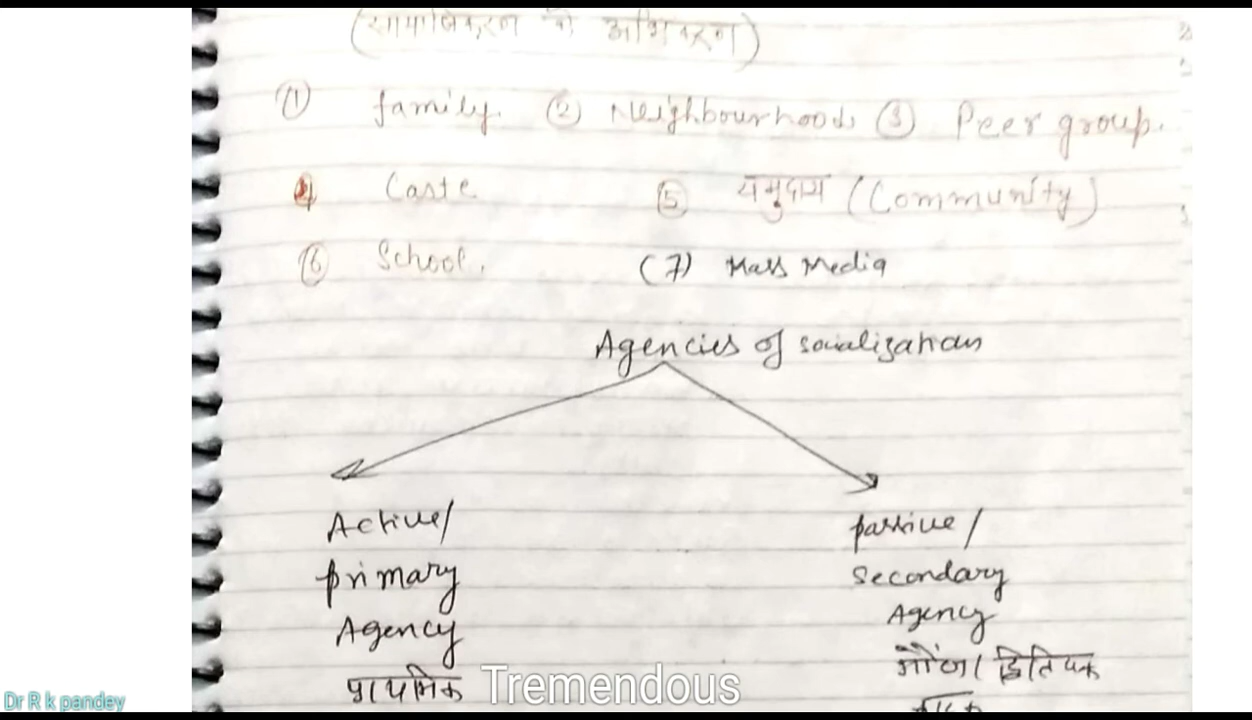 (सामाजिकरण के अभिकरण)
① family. ② Neighbourhood. ③ Peer group.
④ Caste ⑤ समुदाय (Community)
⑥ School. (7) Mass Media
Agencies of socialization
Active/ passive/
primary secondary
Agency Agency
प्राथमिक गौण/द्वितियक
Tremendous
Dr R k pandey